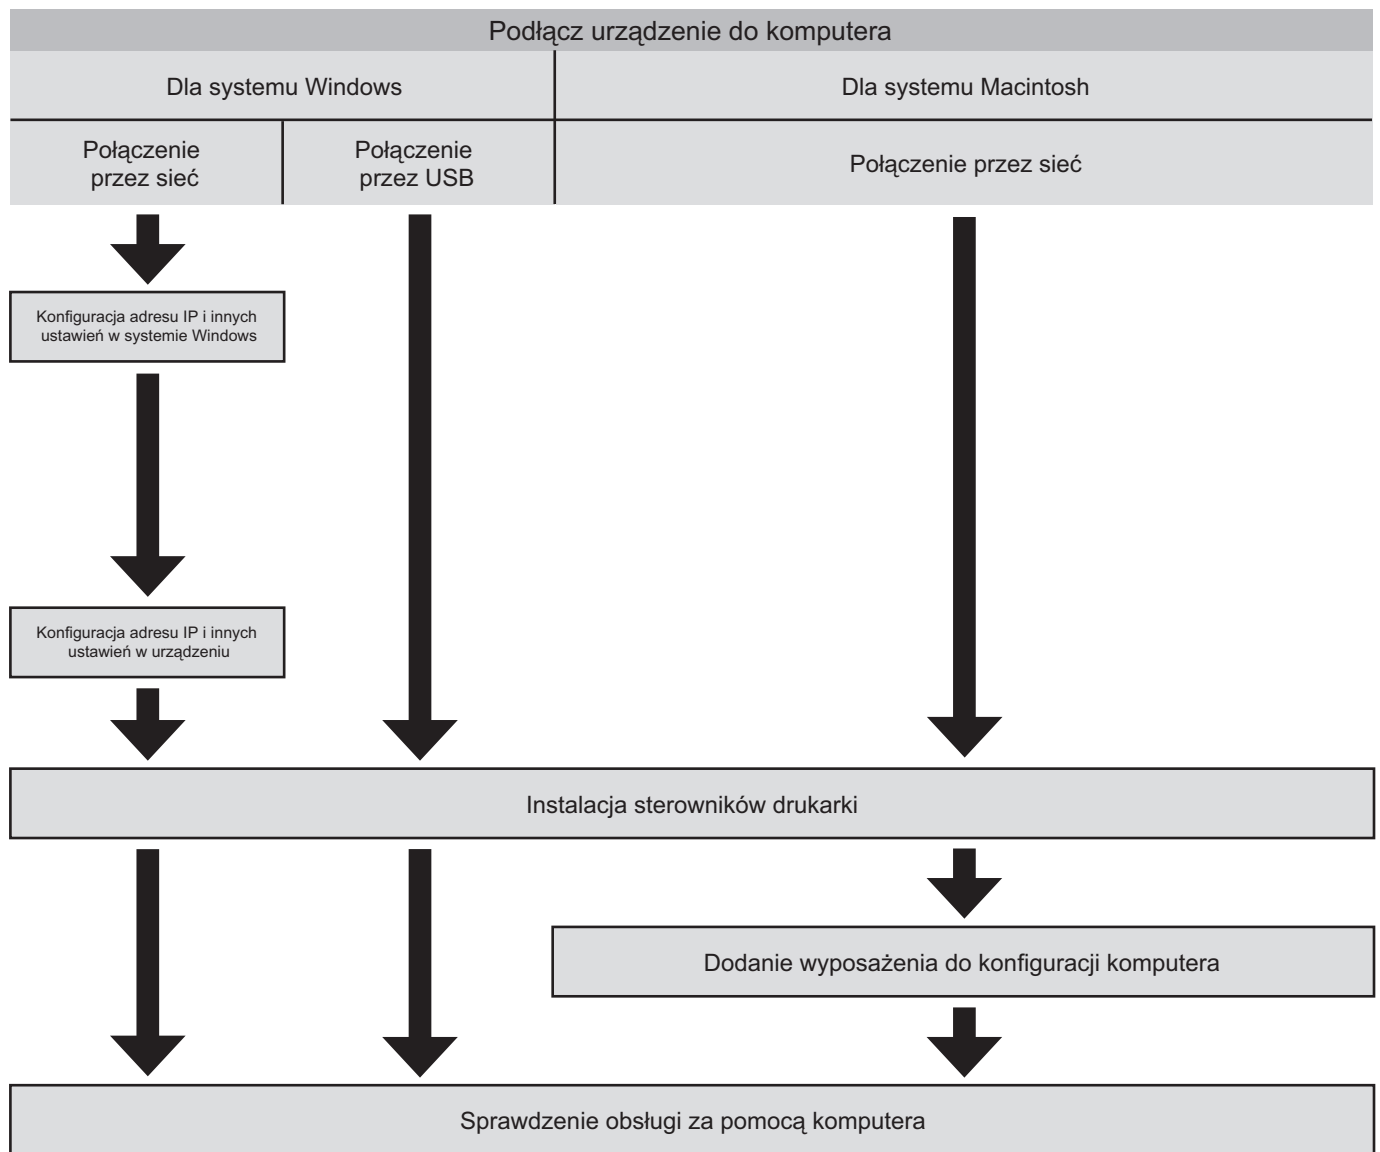 Podłącz urządzenie do komputera
Dla systemu Windows
Dla systemu Macintosh
Połączenie
przez sieć
Połączenie
przez USB
Połączenie przez sieć
Konfiguracja adresu IP i innych
ustawień w systemie Windows
Konfiguracja adresu IP i innych
ustawień w urządzeniu
Instalacja sterowników drukarki
Dodanie wyposażenia do konfiguracji komputera
Sprawdzenie obsługi za pomocą komputera